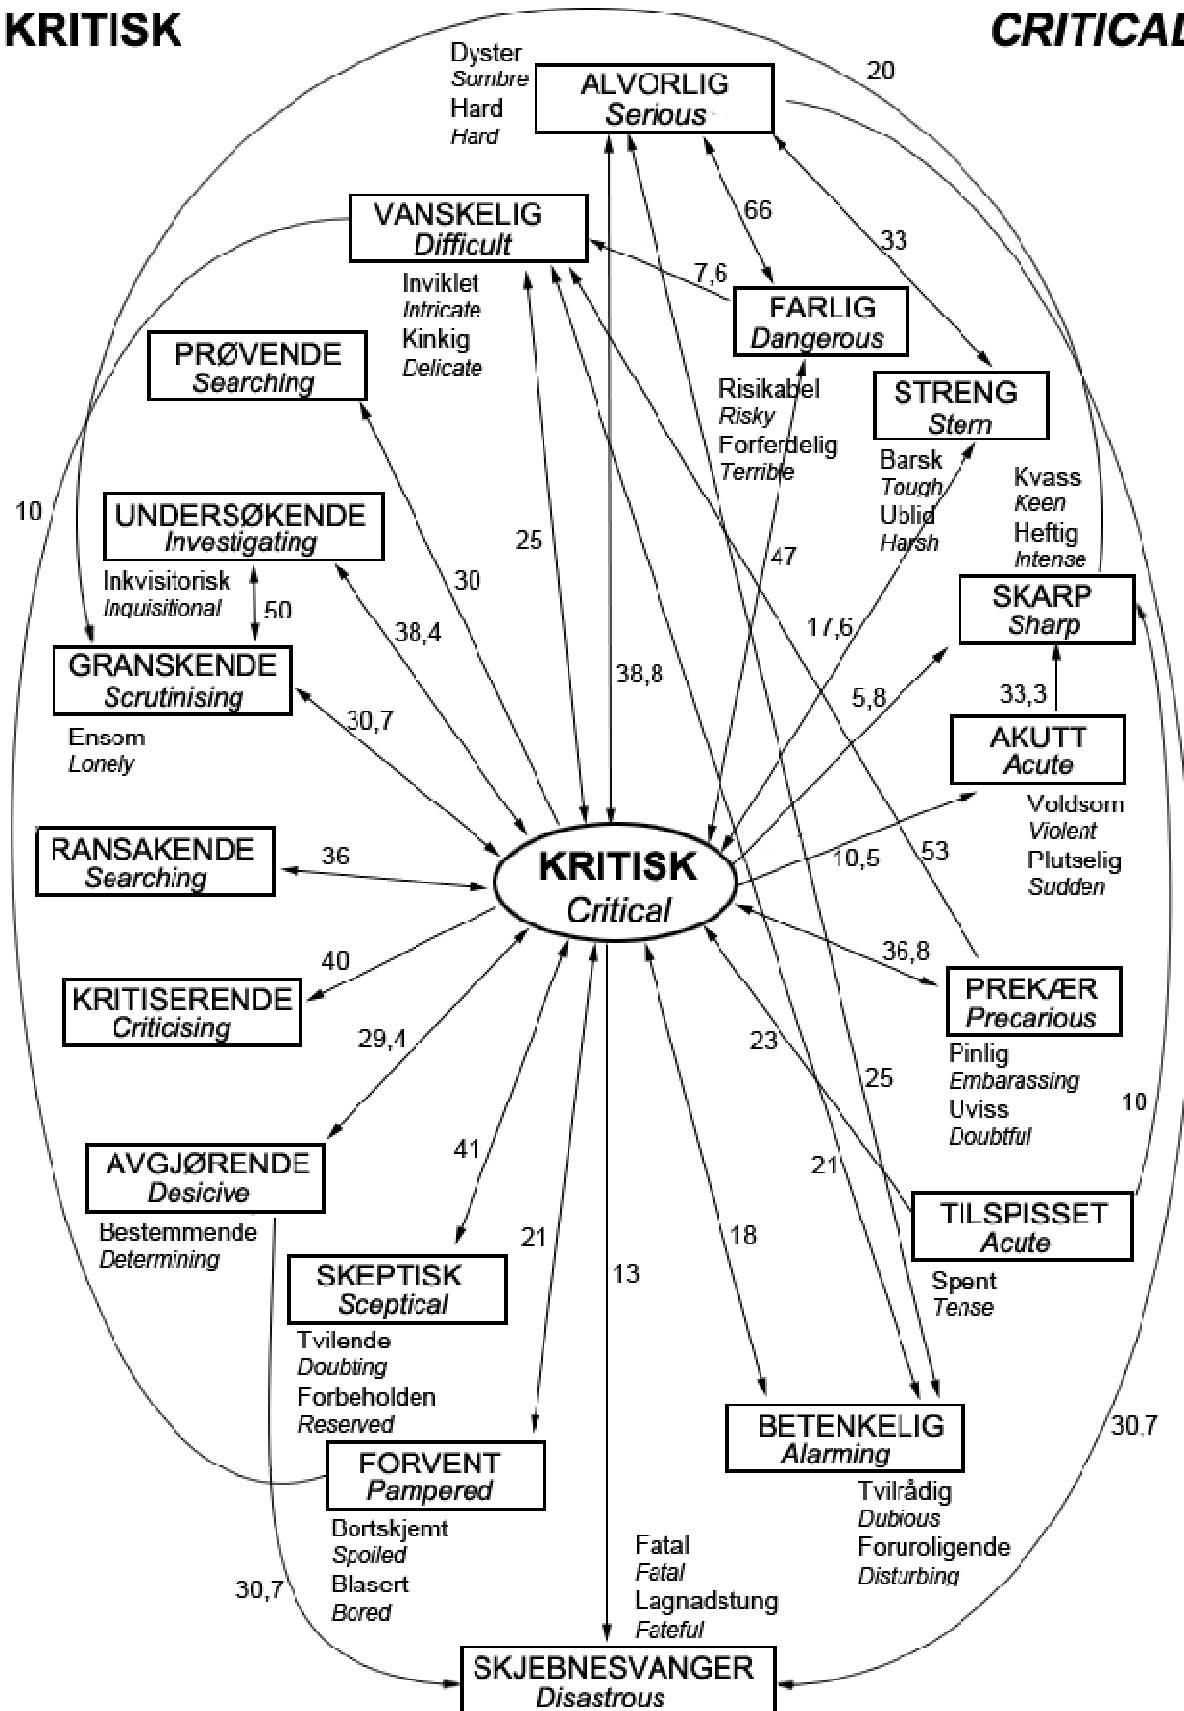 KRITISK
CRITICAL
Dyster
Sombre
Hard
Hard
ALVORLIG
Serious
20
66
33
VANSKELIG
Difficult
Inviklet
Intricate
Kinkig
Delicate
7,6
FARLIG
Dangerous
Risikabel
Risky
Forferdelig
Terrible
PRØVENDE
Searching
STRENG
Stern
Barsk
Tough
Ublid
Harsh
Kvass
Keen
Heftig
Intense
10
UNDERSØKENDE
Investigating
Inkvisitorisk
Inquisitional
50
25
30
47
38,4
SKARP
Sharp
17,6
GRANSKENDE
Scrutinising
Ensom
Lonely
30,7
38,8
5,8
33,3
AKUTT
Acute
Voldsom
Violent
Plutselig
Sudden
RANSAKENDE
Searching
36
KRITISK
Critical
10,5
53
36,8
KRITISERENDE
Criticising
40
29,4
PREKÆR
Precarious
Pinlig
Embarassing
Uviss
Doubtful
23
25
10
AVGJØRENDE
Desicive
Bestemmende
Determining
41
21
21
18
13
TILSPISSET
Acute
Spent
Tense
SKEPTISK
Sceptical
Tvilende
Doubting
Forbeholden
Reserved
FORVENT
Pampered
Bortskjemt
Spoiled
Blasert
Bored
BETENKELIG
Alarming
Tvilrådig
Dubious
Foruroligende
Disturbing
30,7
30,7
Fatal
Fatal
Lagnadstung
Fateful
SKJEBNESVANGER
Disastrous